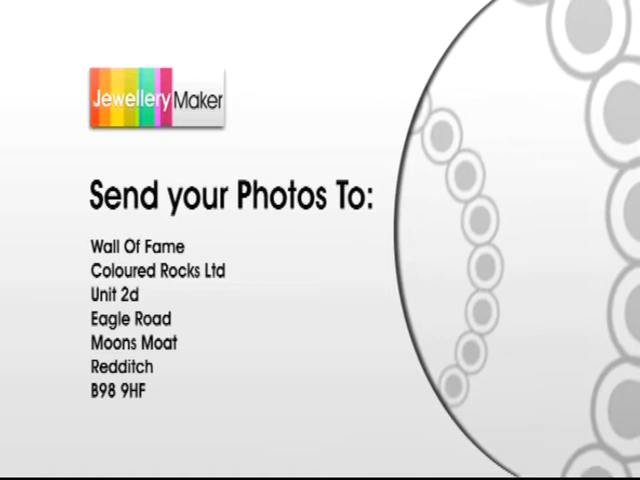 JewelleryMaker
Send your Photos To:
Wall Of Fame
Coloured Rocks Ltd
Unit 2d
Eagle Road
Moons Moat
Redditch
B98 9HF